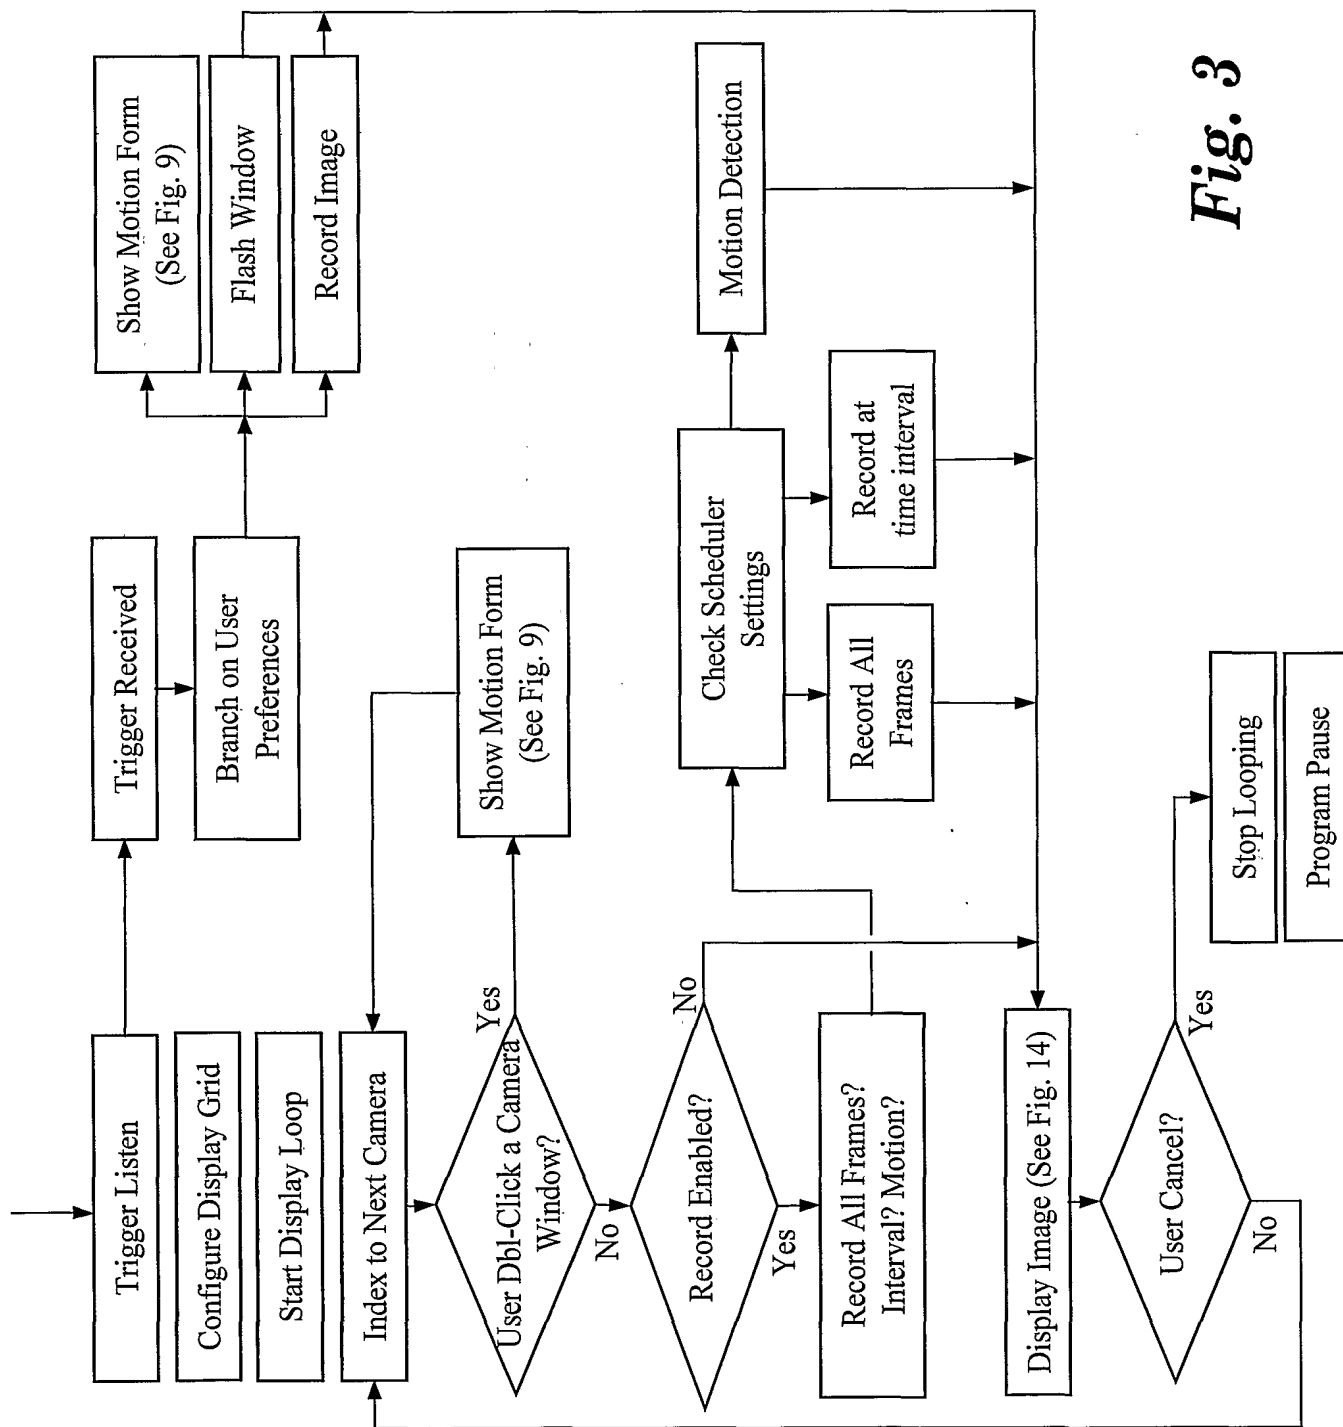 Trigger Listen
Configure Display Grid
Start Display Loop
Index to Next Camera
User Dbl-Click a Camera
Window?
Yes
No
Record Enabled?
No
Yes
Record All Frames?
Interval? Motion?
Display Image (See Fig. 14)
User Cancel?
Yes
No
Trigger Received
Branch on User
Preferences
Show Motion Form
(See Fig. 9)
Check Scheduler
Settings
Record All
Frames
Record at
time interval
Motion Detection
Stop Looping
Program Pause
Show Motion Form
(See Fig. 9)
Flash Window
Record Image
Fig. 3